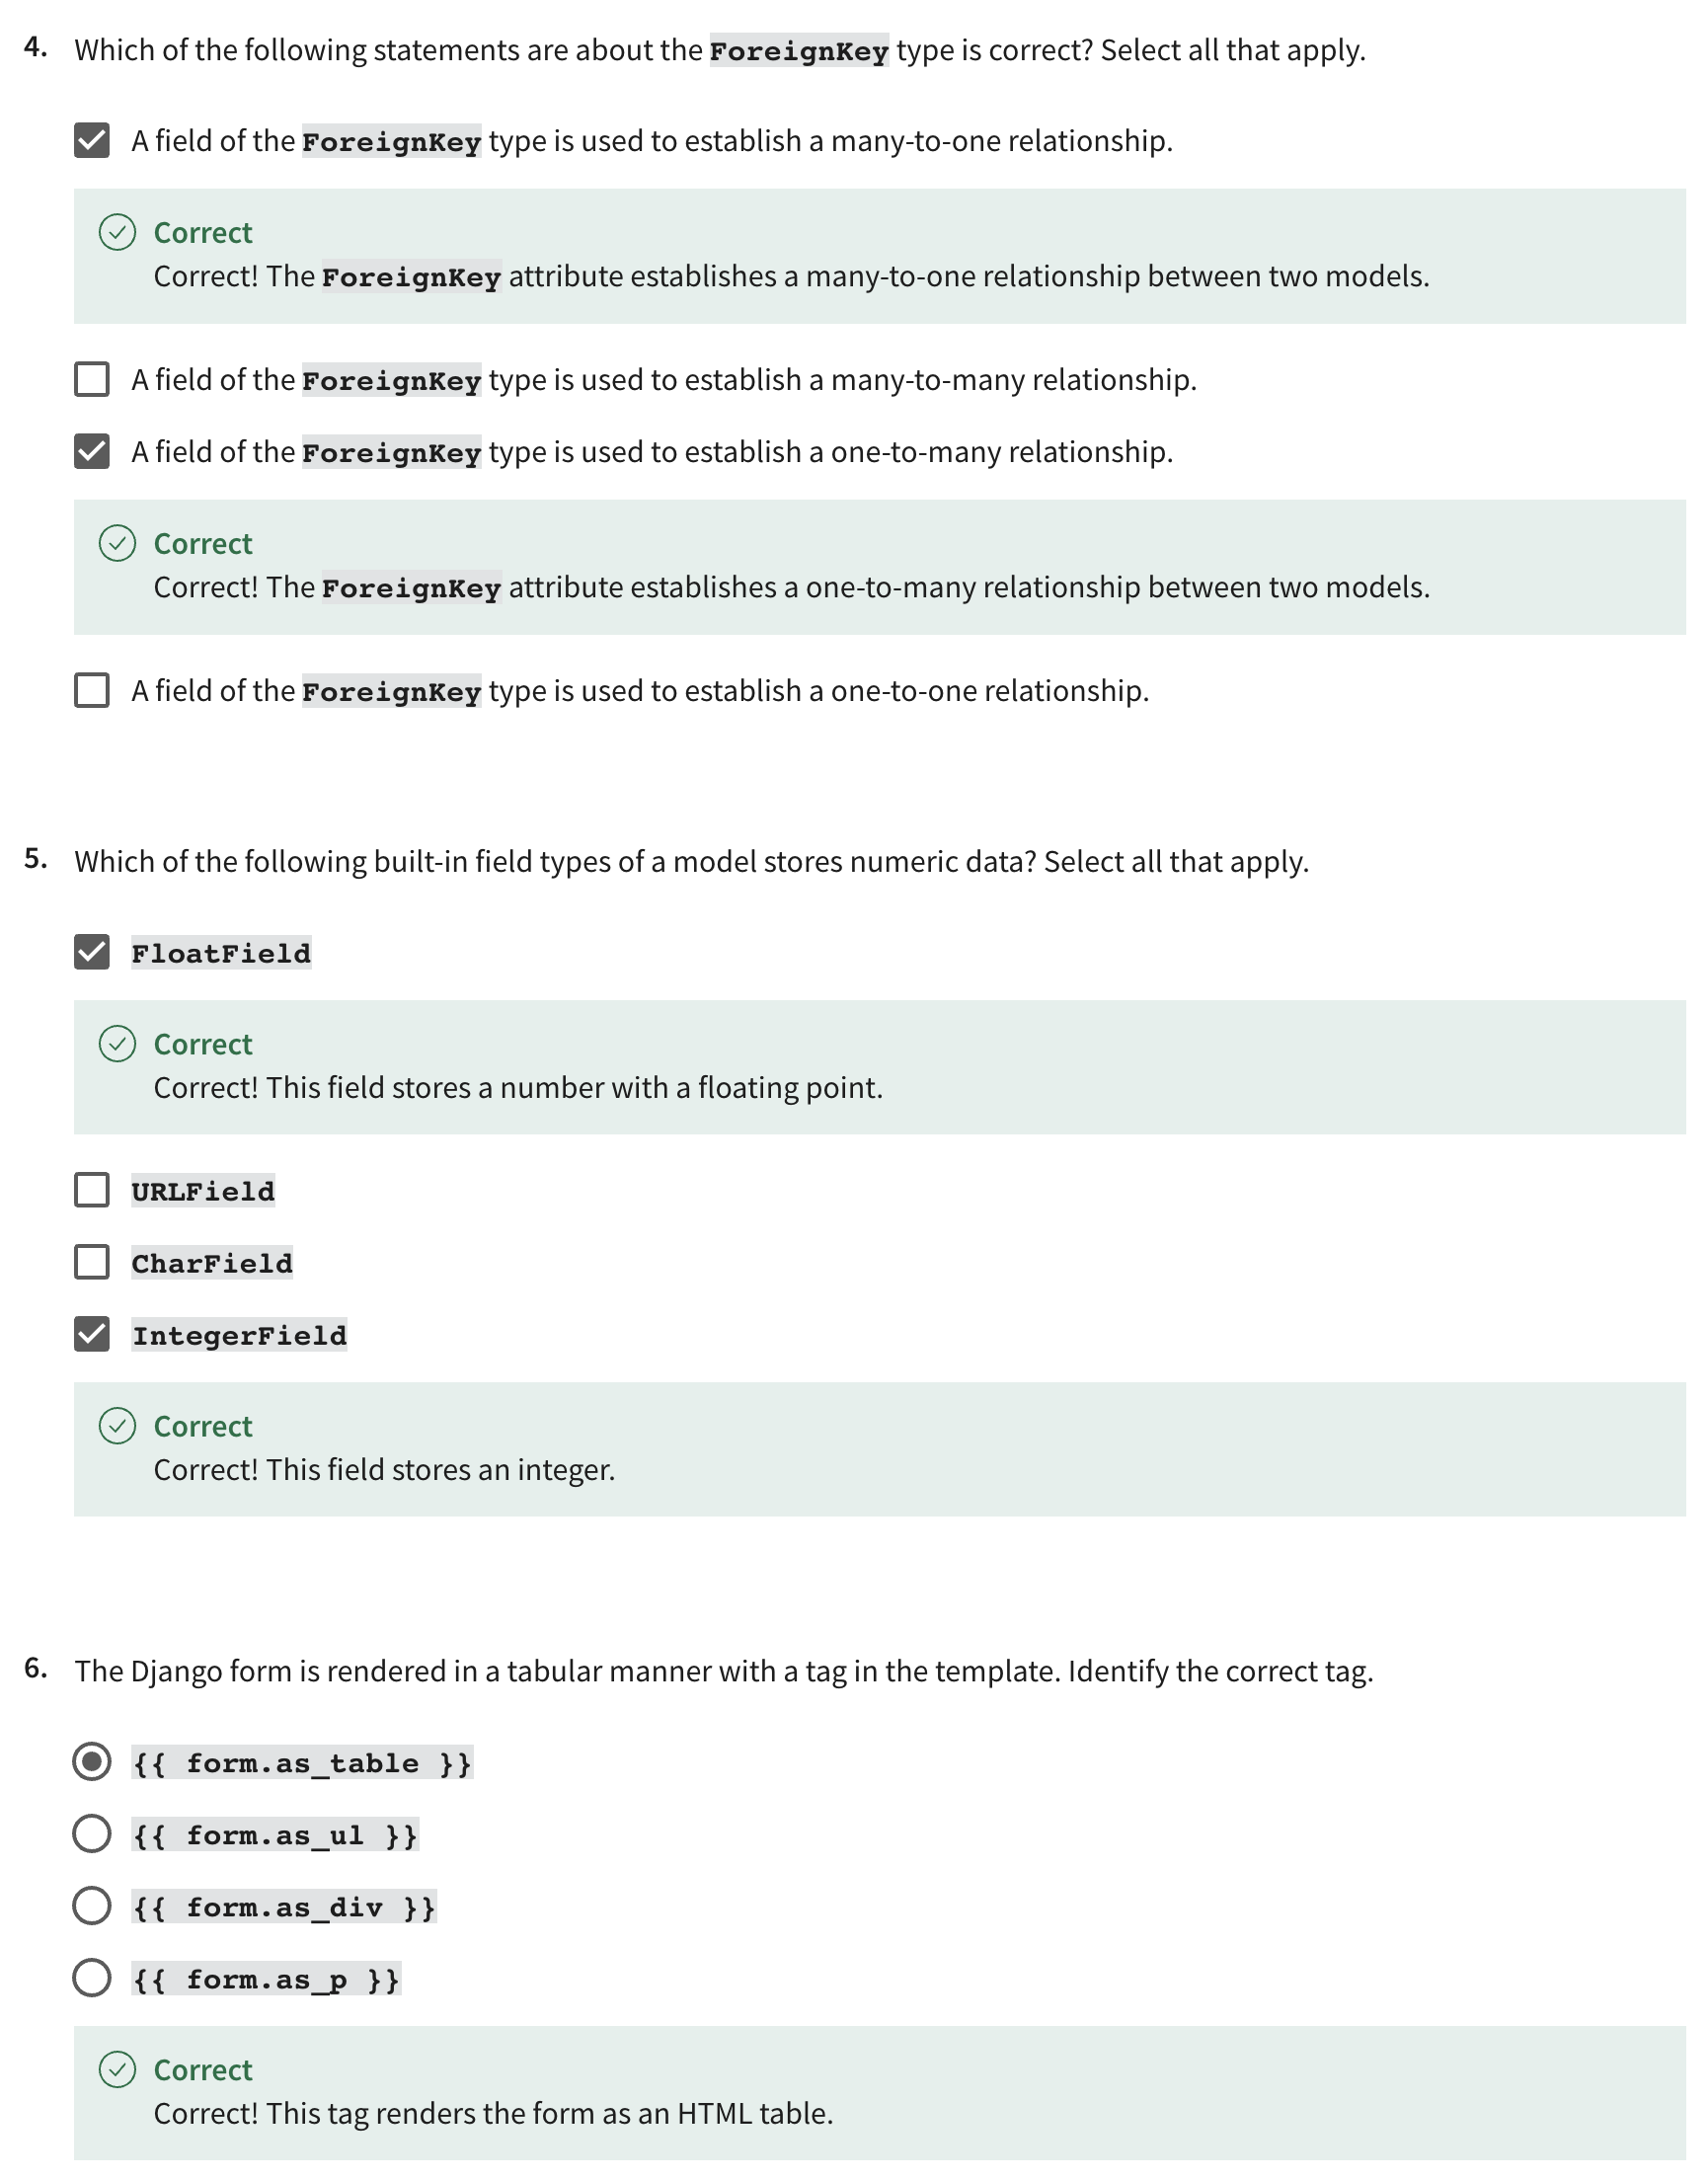 4. Which of the following statements are about the ForeignKey type is correct? Select all that apply.
A field of the ForeignKey type is used to establish a many-to-one relationship.
Correct
Correct! The ForeignKey attribute establishes a many-to-one relationship between two models.
A field of the ForeignKey type is used to establish a many-to-many relationship.
A field of the ForeignKey type is used to establish a one-to-many relationship.
Correct
Correct! The ForeignKey attribute establishes a one-to-many relationship between two models.
A field of the ForeignKey type is used to establish a one-to-one relationship.
5. Which of the following built-in field types of a model stores numeric data? Select all that apply.
FloatField
Correct
Correct! This field stores a number with a floating point.
URLField
CharField
IntegerField
Correct
Correct! This field stores an integer.
6. The Django form is rendered in a tabular manner with a tag in the template. Identify the correct tag.
{{ form.as_table }}
{{ form.as_ul }}
{{ form.as_div }}
{{ form.as_p }}
Correct
Correct! This tag renders the form as an HTML table.